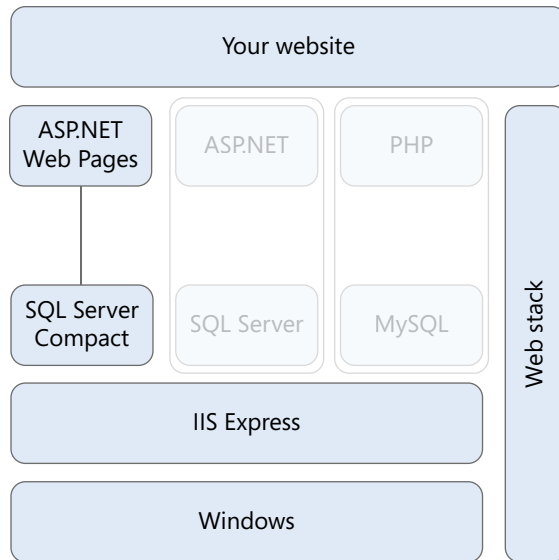 Your website
ASP.NET
Web Pages
ASP.NET
PHP
SQL Server
Compact
SQL Server
MySQL
Web stack
IIS Express
Windows